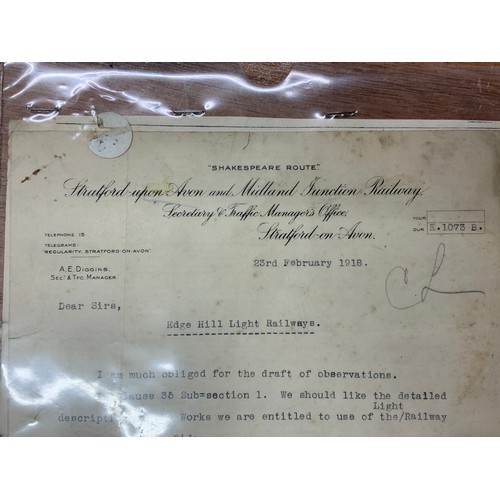 "SHAKESPEARE ROUTE"
Stratford-upon-Avon and Midland Junction Railway.
Secretary & Traffic Manager's Office.
Stratford-on-Avon.
TELEPHONE 15
TELEGRAMS:
"REGULARITY, STRATFORD-ON-AVON"
A.E. DIGGINS.
SECY & TFC MANAGER
YOUR
OUR E.1073 B.
23rd February 1918.
Dear Sirs,
Edge Hill Light Railways.
I am much obliged for the draft of observations.
Clause 35 Sub=section 1. We should like the detailed
Light
Works we are entitled to use of the/Railway